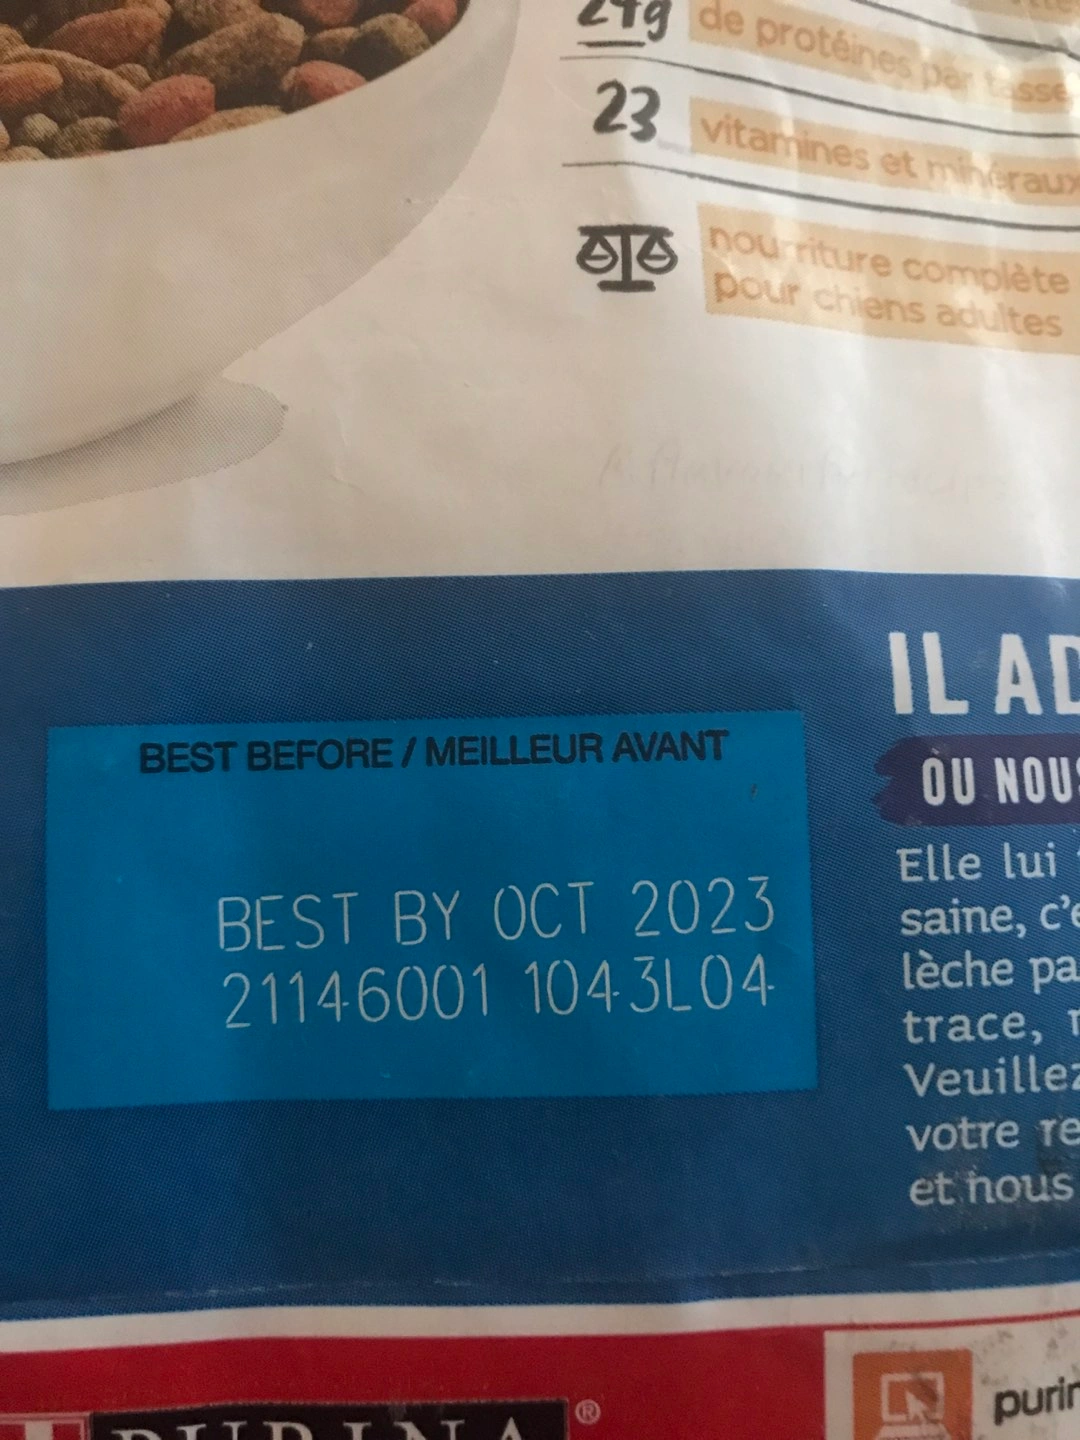 24g de protéines par tasse
23 vitamines et minéraux
nourriture complète
pour chiens adultes
IL AD
OÙ NOUS
BEST BEFORE / MEILLEUR AVANT
BEST BY OCT 2023
21146001 1043L04
Elle lui
saine, c'e
lèche pa
trace,
Veuillez
votre re
et nous
PURINA®
purin